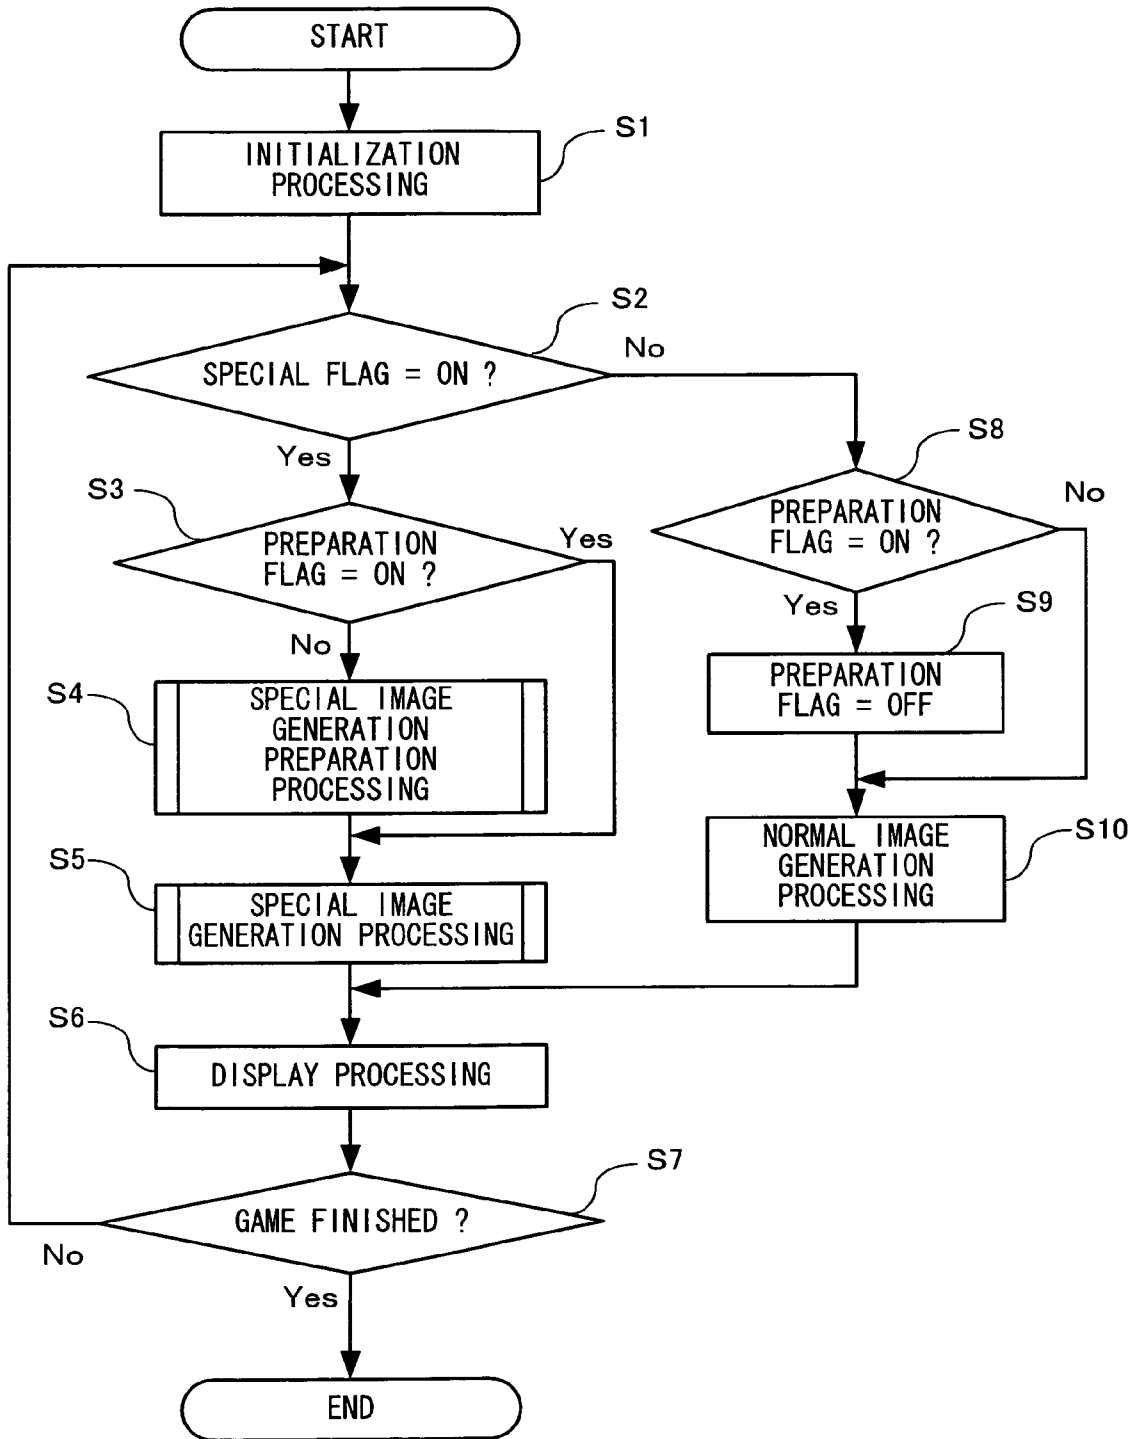 START
S1
INITIALIZATION
PROCESSING
S2
SPECIAL FLAG = ON ?
No
Yes
S8
S3
PREPARATION
FLAG = ON ?
Yes
No
PREPARATION
FLAG = ON ?
No
Yes
S9
S4
SPECIAL IMAGE
GENERATION
PREPARATION
PROCESSING
PREPARATION
FLAG = OFF
S10
NORMAL IMAGE
GENERATION
PROCESSING
S5
SPECIAL IMAGE
GENERATION PROCESSING
S6
DISPLAY PROCESSING
S7
GAME FINISHED ?
No
Yes
END